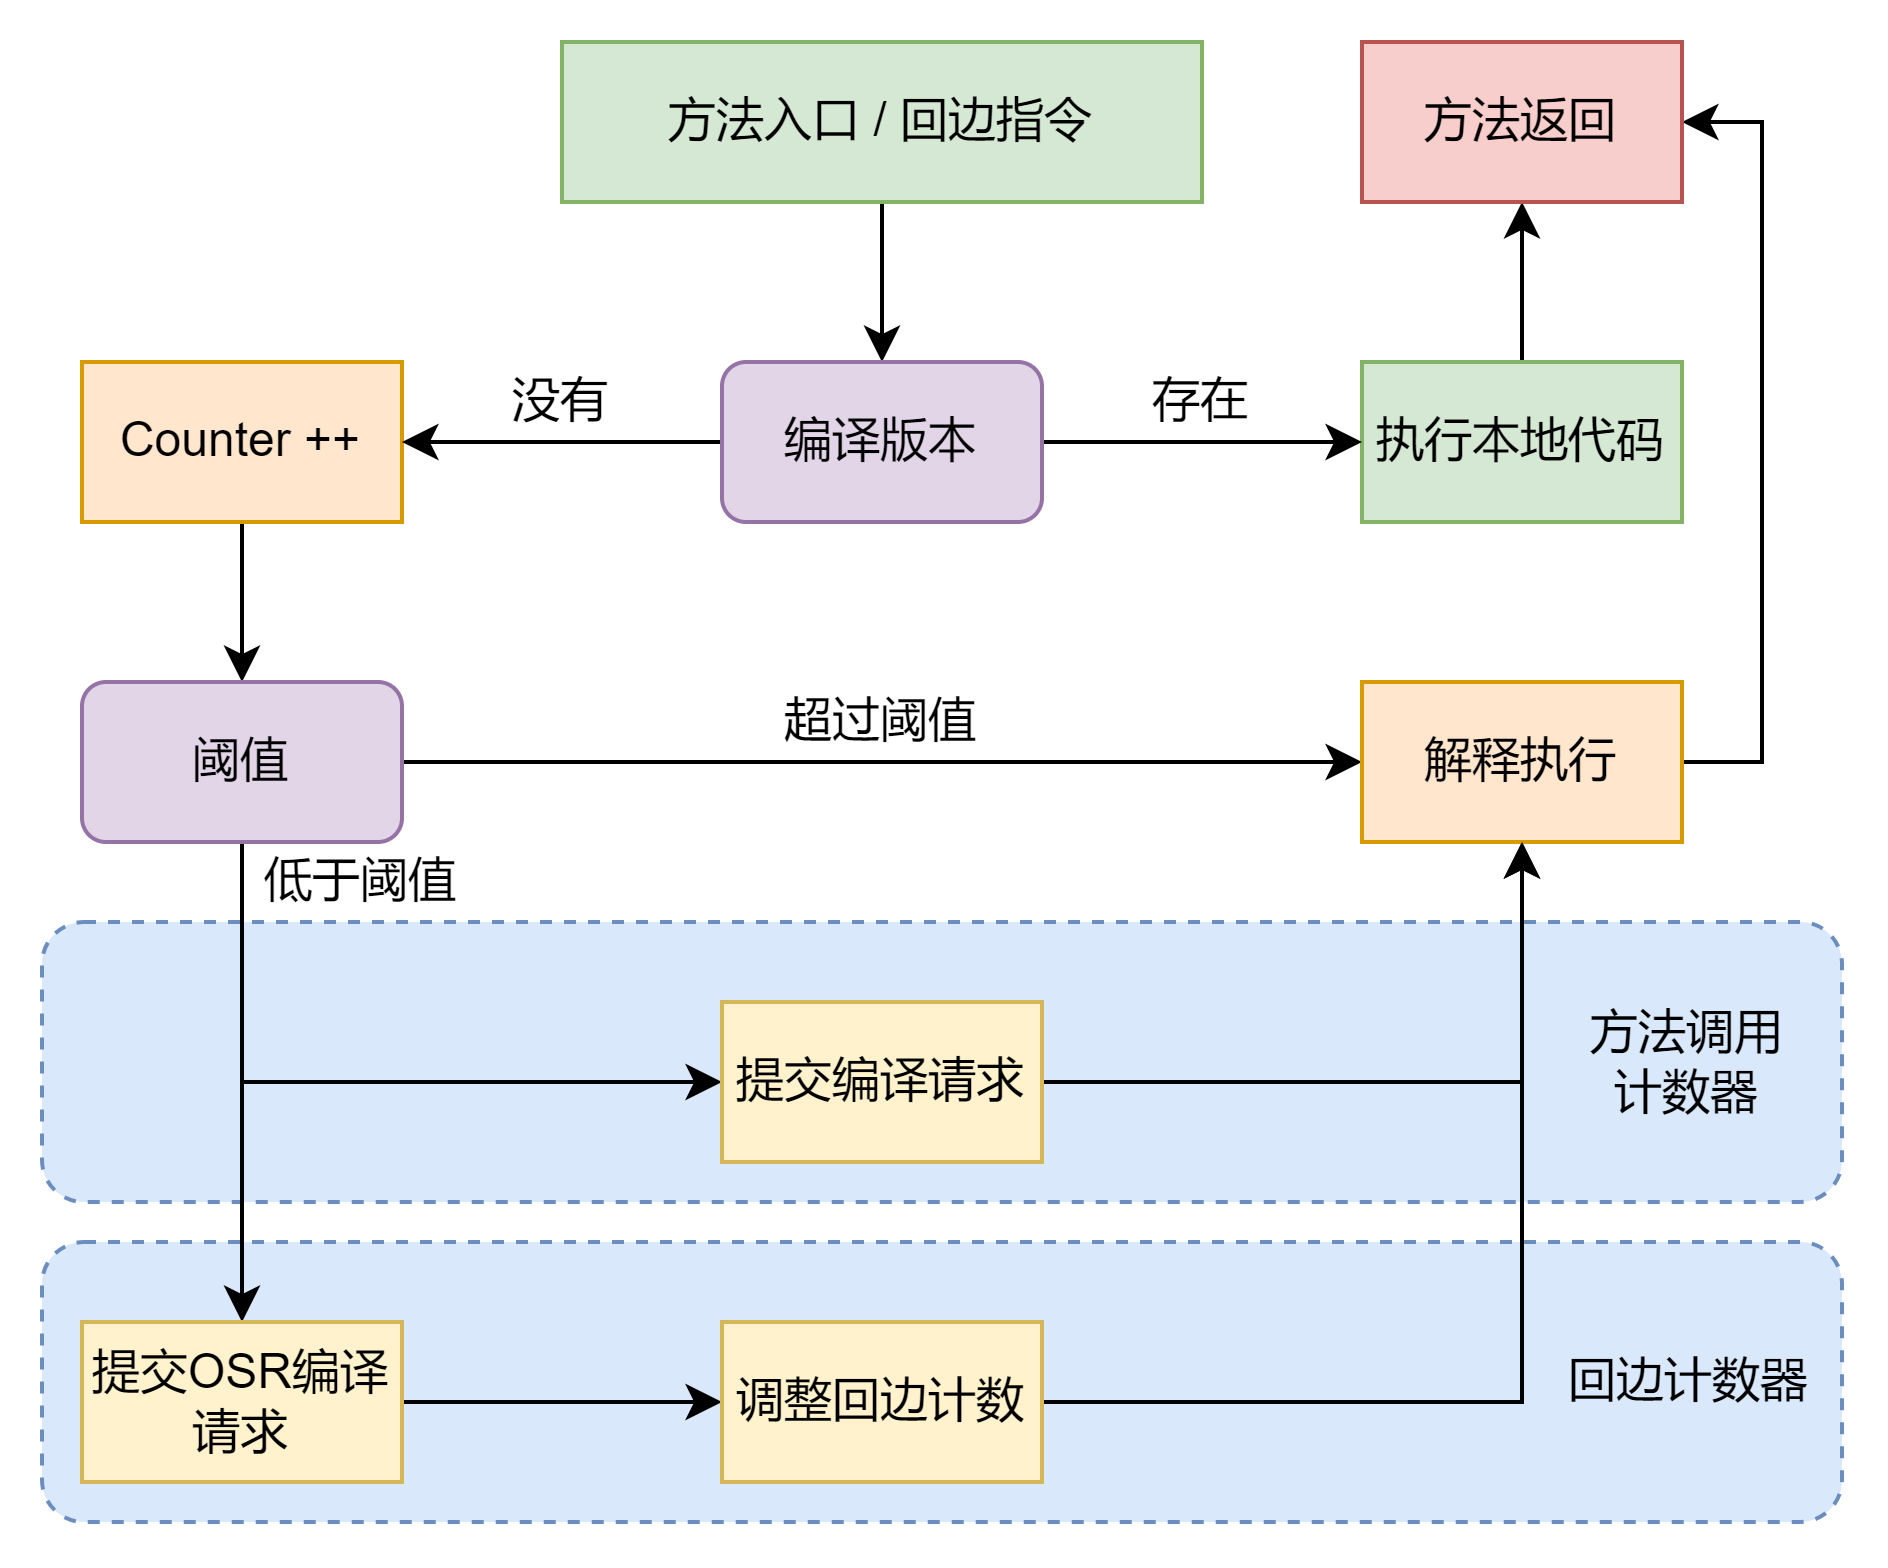 方法入口 / 回边指令
方法返回
Counter ++
没有
编译版本
存在
执行本地代码
阈值
超过阈值
解释执行
低于阈值
提交编译请求
方法调用
计数器
提交OSR编译
请求
调整回边计数
回边计数器